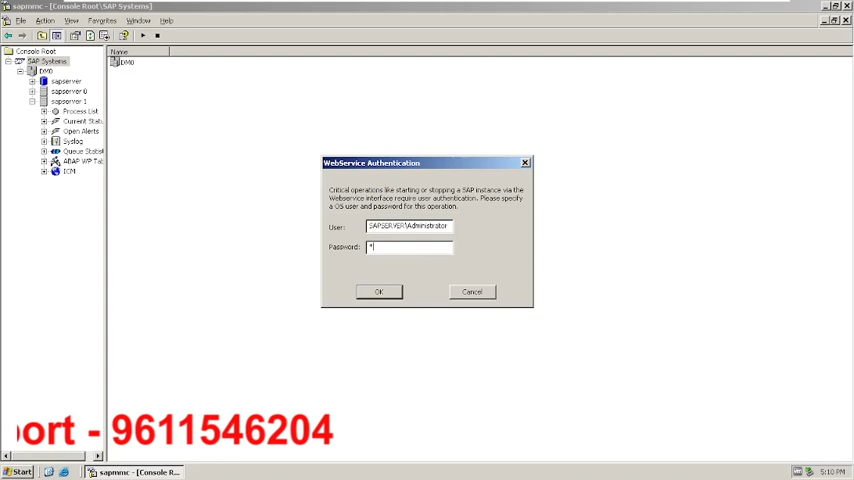 sapmmc - [Console Root\SAP Systems]
File Action View Favorites Window Help
Console Root
SAP Systems
DM0
sapserver
sapserver 0
sapserver 1
Process List
Current Statu
Open Alerts
Syslog
Queue Statist
ABAP WP Tab
ICM
Name
DM0
WebService Authentication
Critical operations like starting or stopping a SAP instance via the
Webservice interface require user authentication. Please specify
a OS user and password for this operation.
User: SAPSERVER\Administrator
Password: *
OK Cancel
ort - 9611546204
Start
sapmmc - [Console R...
5:10 PM